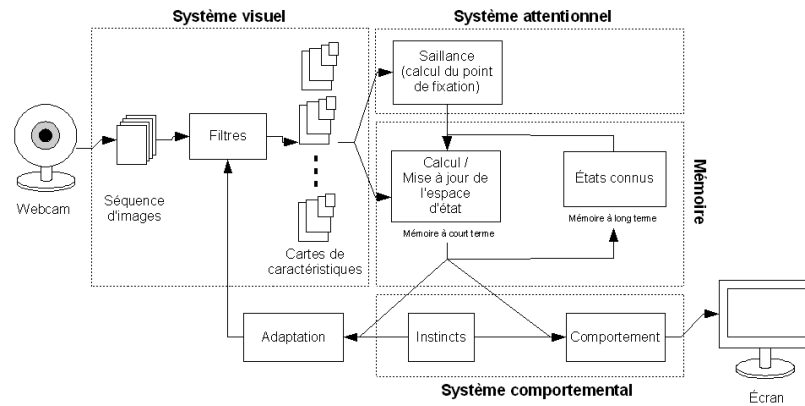 Système visuel
Système attentionnel
Saillance
(calcul du point
de fixation)
Filtres
Webcam
Séquence
d'images
Cartes de
caractéristiques
Calcul /
Mise à jour de
l'espace
d'état
Mémoire à court terme
États connus
Mémoire à long terme
Mémoire
Adaptation
Instincts
Comportement
Système comportemental
Écran